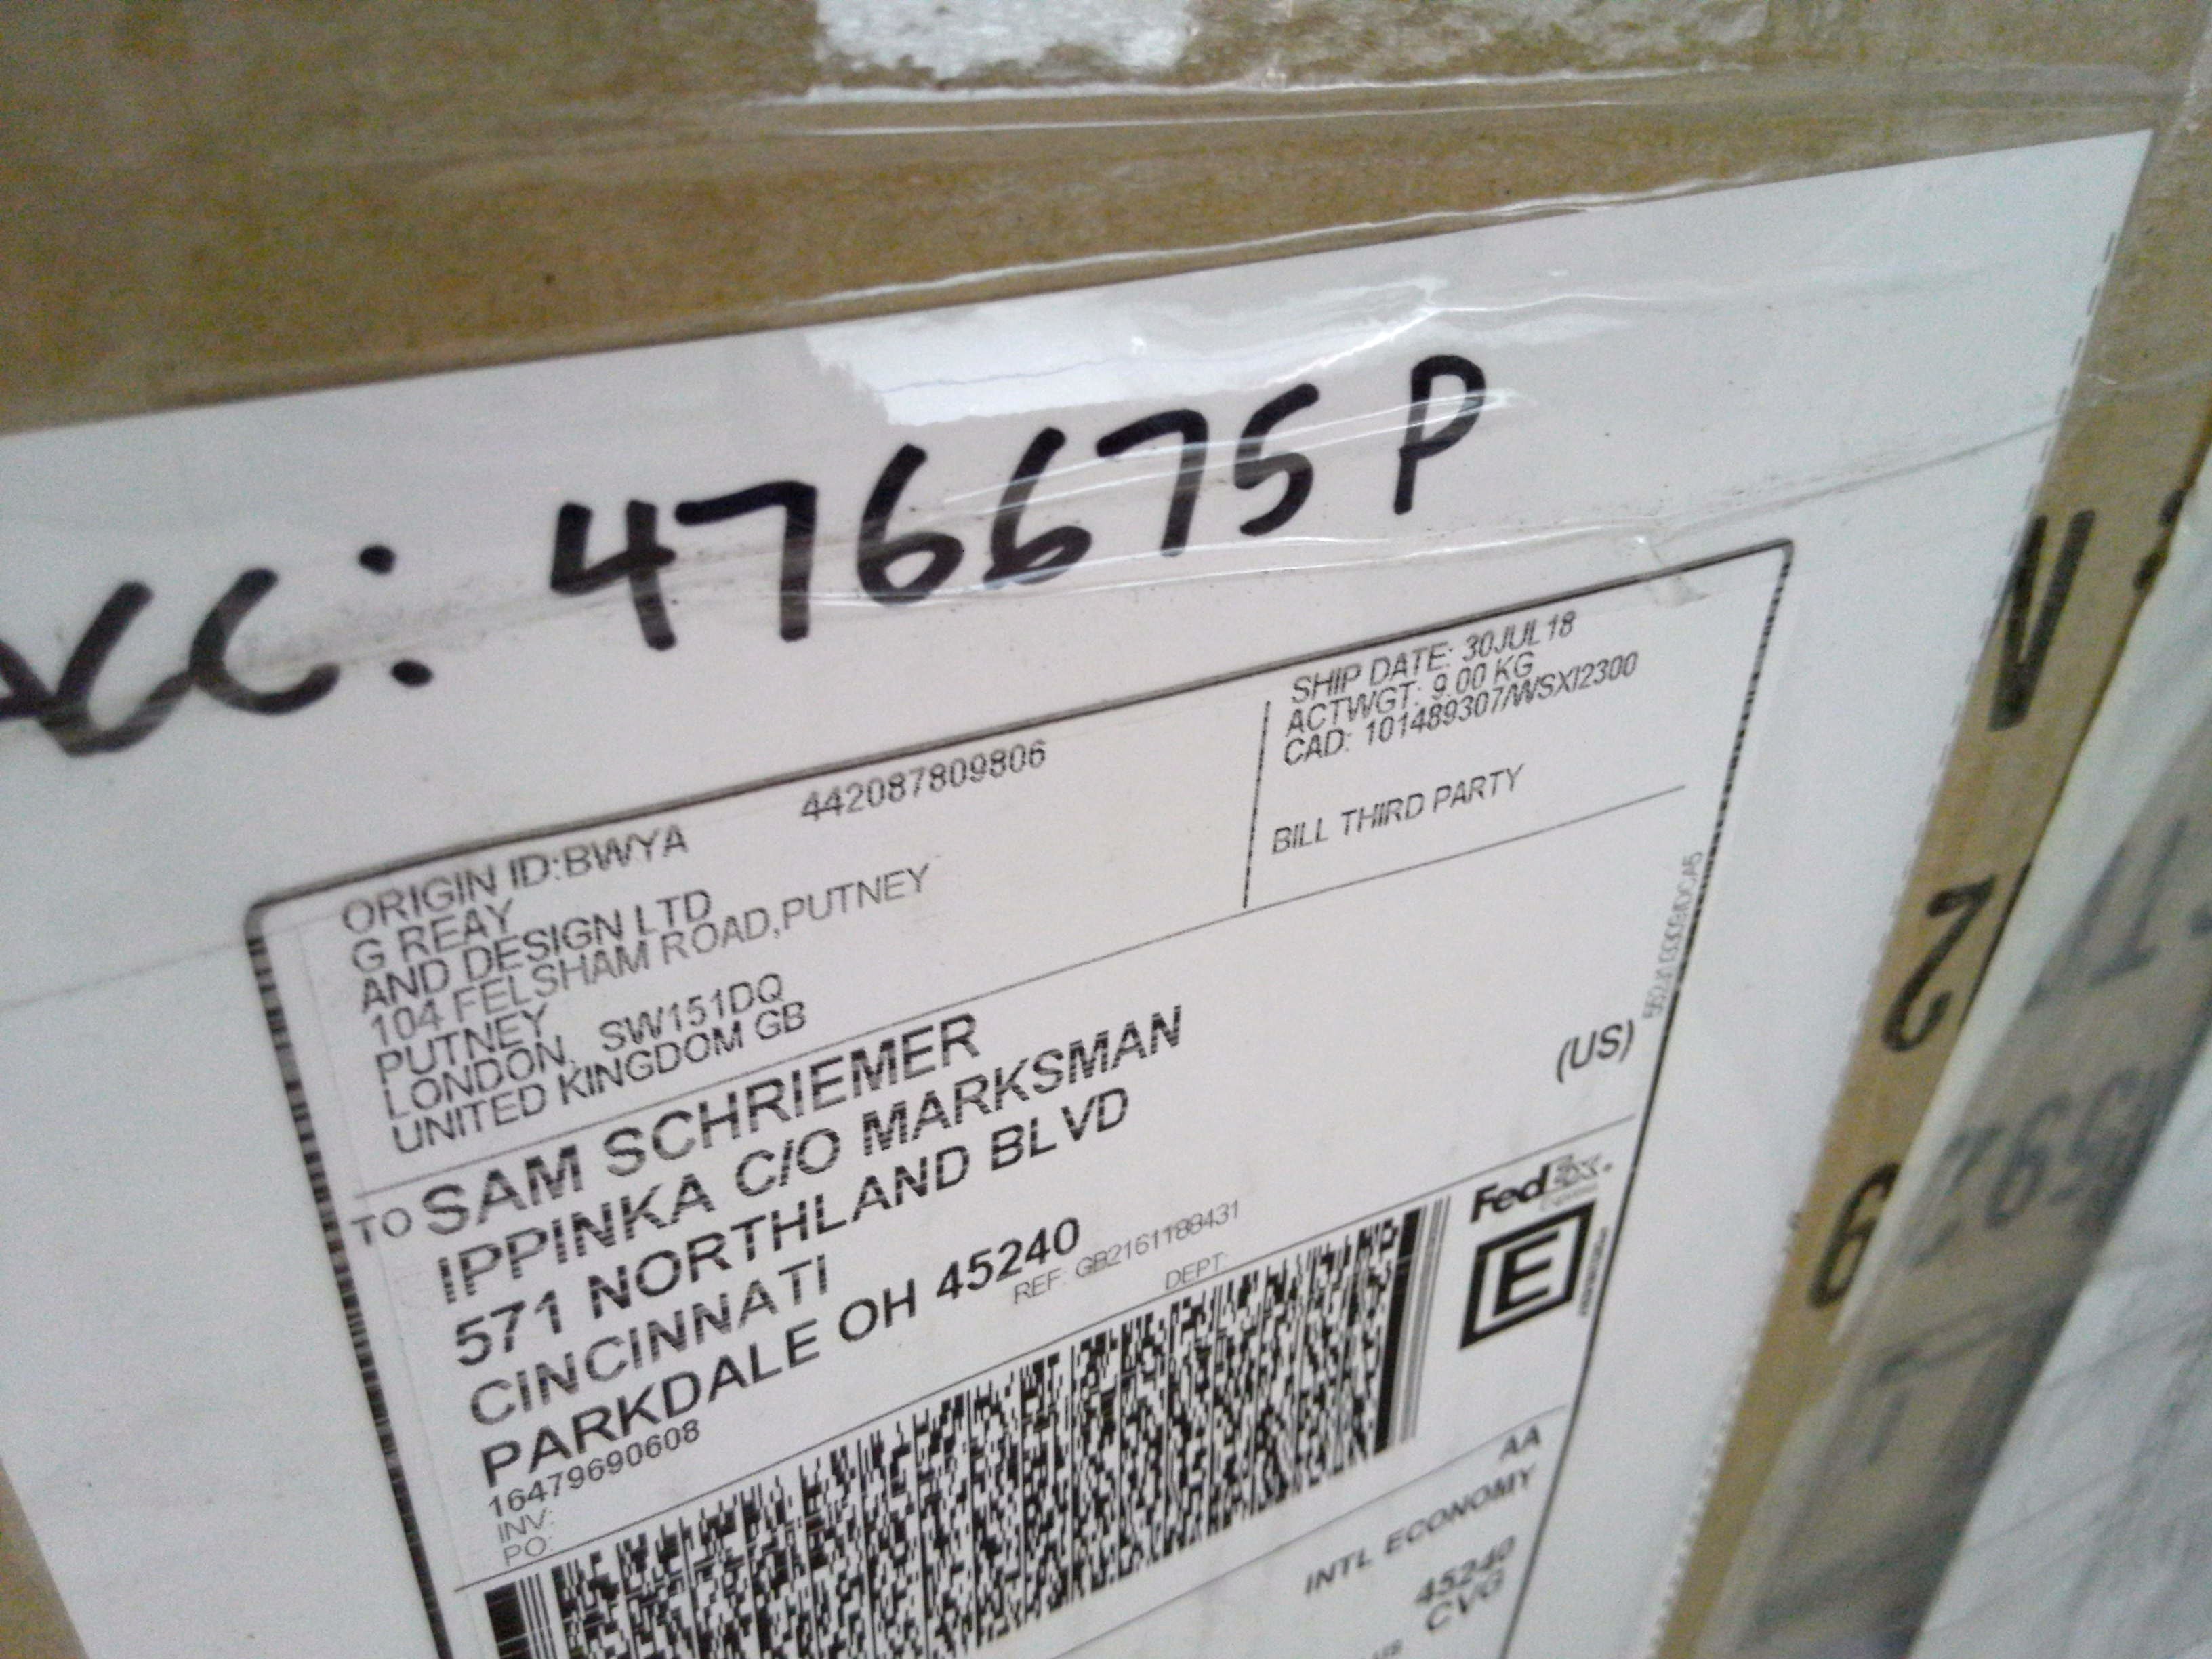 ACC: 476675 P
442087809806
SHIP DATE: 30JUL18
ACTWGT: 9.00 KG
CAD: 101489307/WSXI2300
BILL THIRD PARTY
ORIGIN ID:BWYA
G REAY
AND DESIGN LTD
104 FELSHAM ROAD,PUTNEY
PUTNEY
LONDON, SW151DQ
UNITED KINGDOM GB
(US)
TO SAM SCHRIEMER
IPPINKA C/O MARKSMAN
571 NORTHLAND BLVD
CINCINNATI
PARKDALE OH 45240
16479690608
REF: GB2161188431
INV:
PO:
DEPT:
FedEx
E
AA
INTL ECONOMY
45240
CVG